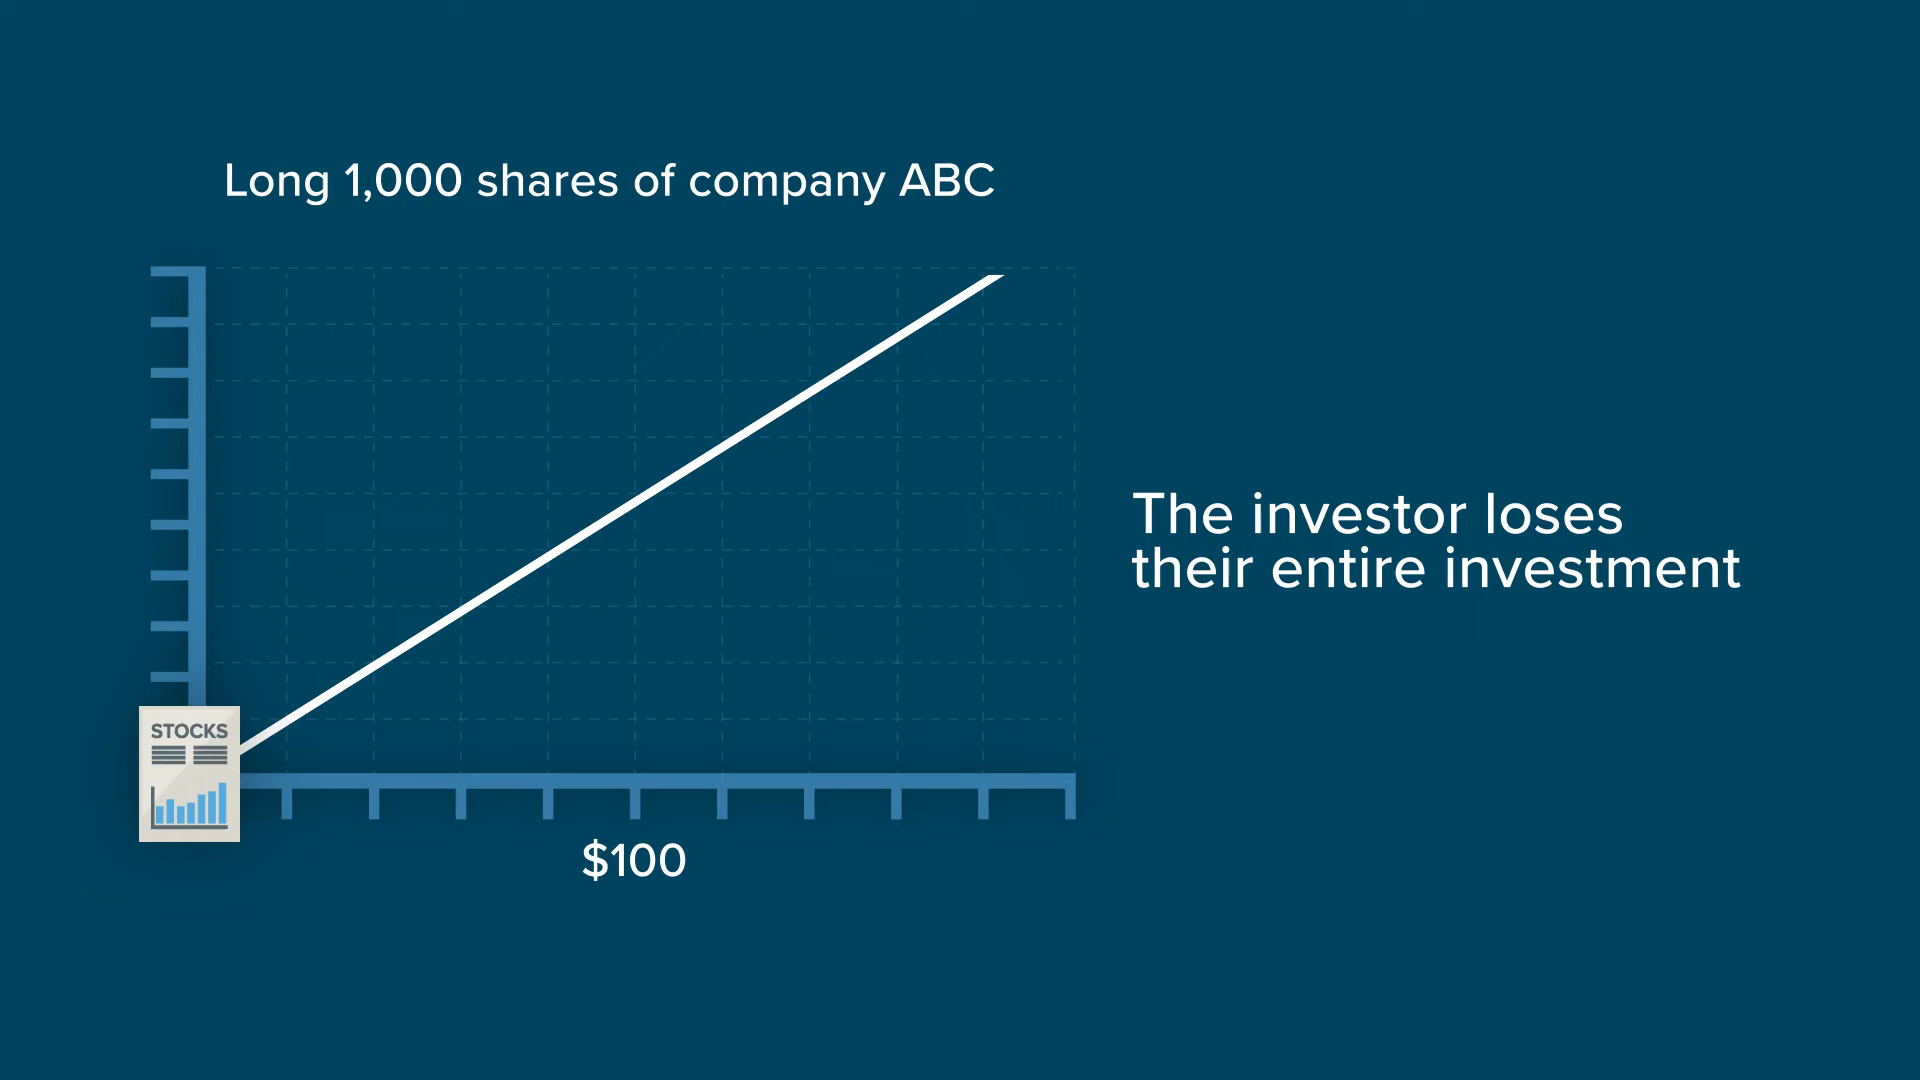 Long 1,000 shares of company ABC
The investor loses
their entire investment
STOCKS
$100